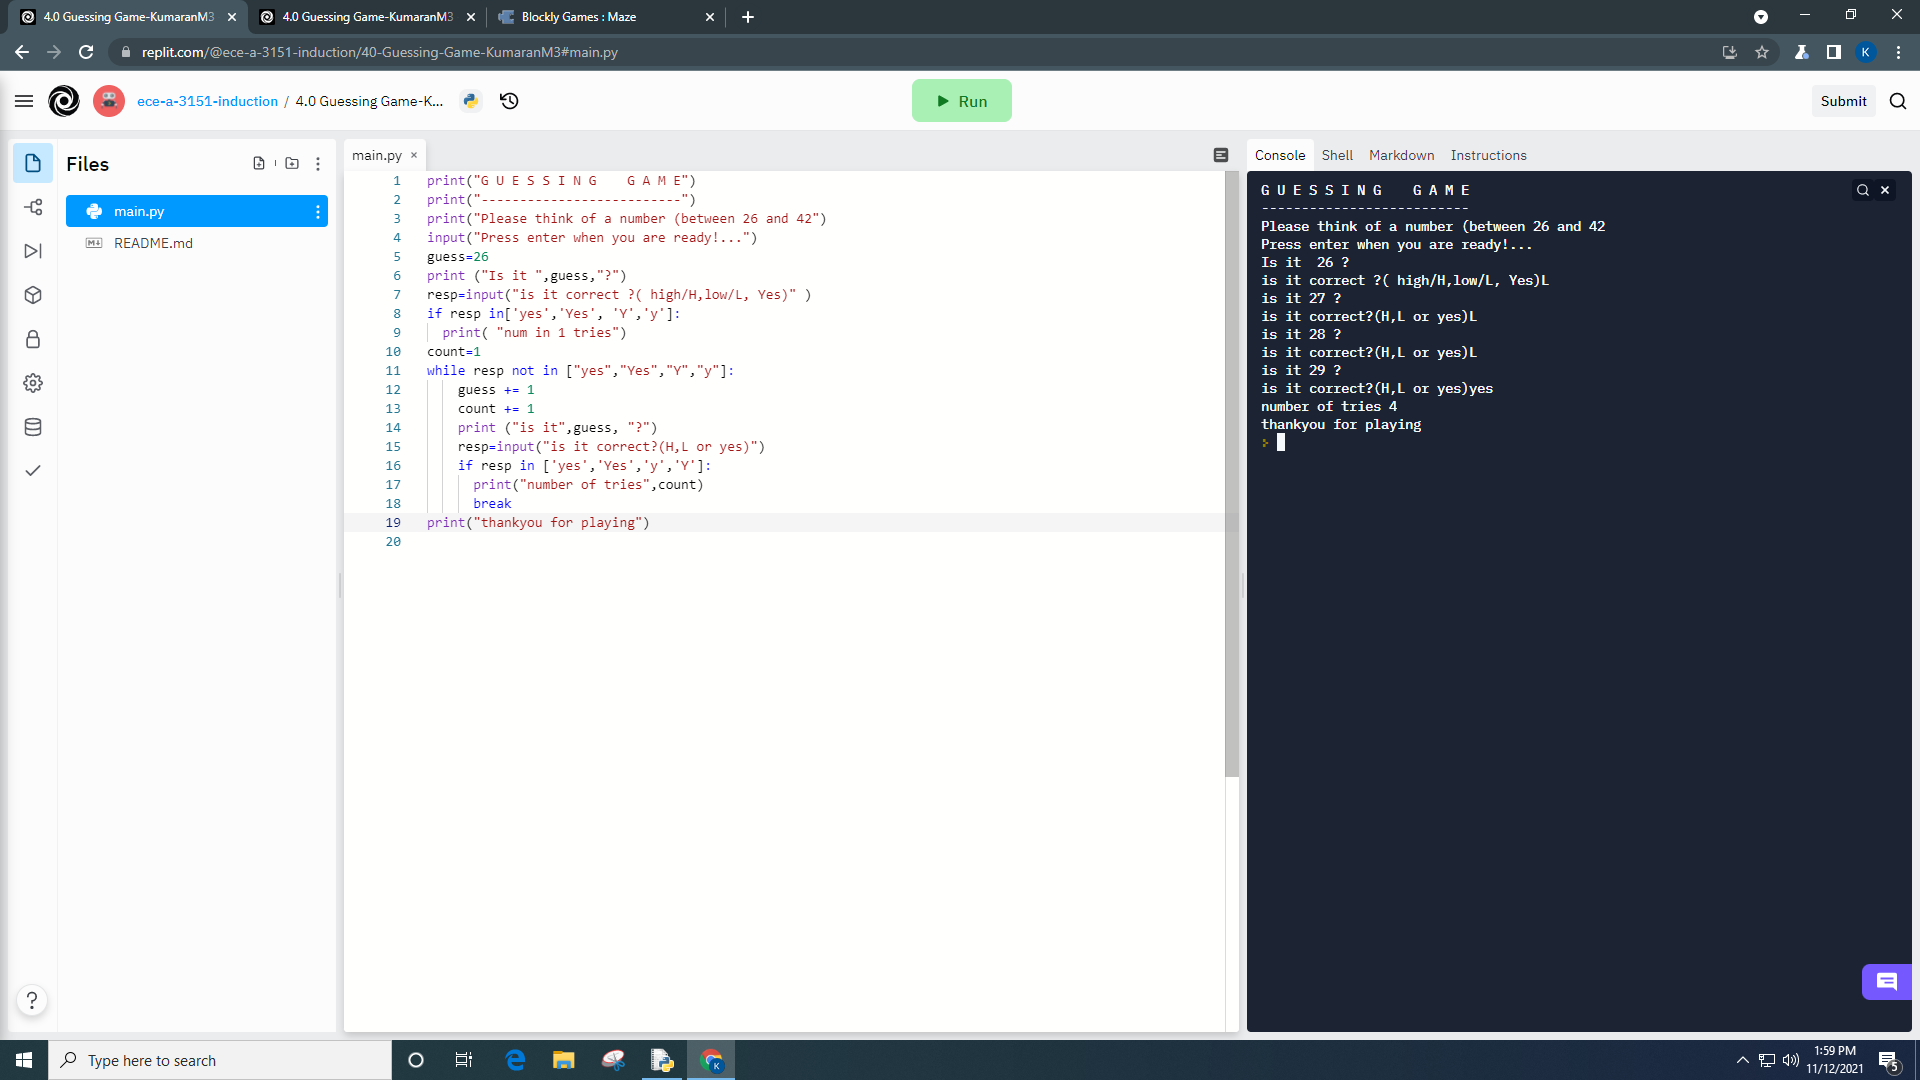 4.0 Guessing Game-KumaranM3
4.0 Guessing Game-KumaranM3
Blockly Games : Maze
replit.com/@ece-a-3151-induction/40-Guessing-Game-KumaranM3#main.py
K
ece-a-3151-induction / 4.0 Guessing Game-K...
Run
Submit
Files
main.py
README.md
main.py
1 print("G U E S S I N G    G A M E")
2 print("--------------------------")
3 print("Please think of a number (between 26 and 42")
4 input("Press enter when you are ready!...")
5 guess=26
6 print ("Is it ",guess,"?")
7 resp=input("is it correct ?( high/H,low/L, Yes)" )
8 if resp in['yes','Yes', 'Y','y']:
9   print( "num in 1 tries")
10 count=1
11 while resp not in ["yes","Yes","Y","y"]:
12     guess += 1
13     count += 1
14     print ("is it",guess, "?")
15     resp=input("is it correct?(H,L or yes)")
16     if resp in ['yes','Yes','y','Y']:
17       print("number of tries",count)
18       break
19 print("thankyou for playing")
20
Console Shell Markdown Instructions
G U E S S I N G    G A M E
--------------------------
Please think of a number (between 26 and 42
Press enter when you are ready!...
Is it  26 ?
is it correct ?( high/H,low/L, Yes)L
is it 27 ?
is it correct?(H,L or yes)L
is it 28 ?
is it correct?(H,L or yes)L
is it 29 ?
is it correct?(H,L or yes)yes
number of tries 4
thankyou for playing
?
Type here to search
K
1:59 PM
11/12/2021
5